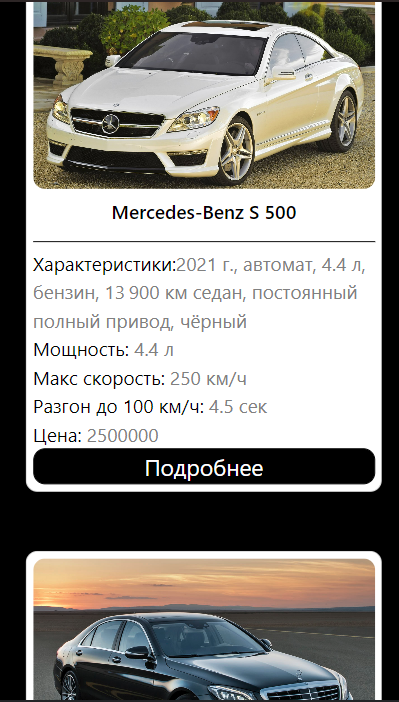 Mercedes-Benz S 500
Характеристики:2021 г., автомат, 4.4 л,
бензин, 13 900 км седан, постоянный
полный привод, чёрный
Мощность: 4.4 л
Макс скорость: 250 км/ч
Разгон до 100 км/ч: 4.5 сек
Цена: 2500000
Подробнее